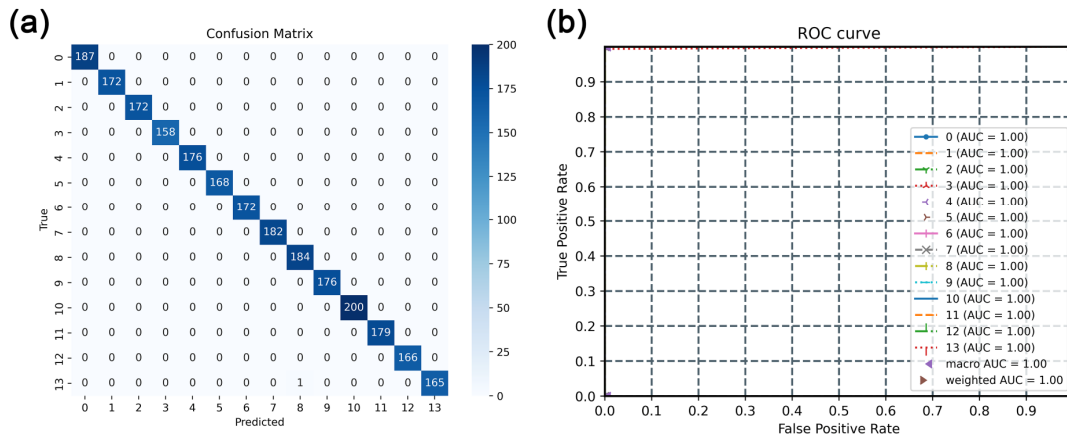 (a)
Confusion Matrix
True
0 187 0 0 0 0 0 0 0 0 0 0 0 0 0
1 0 172 0 0 0 0 0 0 0 0 0 0 0 0
2 0 0 172 0 0 0 0 0 0 0 0 0 0 0
3 0 0 0 158 0 0 0 0 0 0 0 0 0 0
4 0 0 0 0 176 0 0 0 0 0 0 0 0 0
5 0 0 0 0 0 168 0 0 0 0 0 0 0 0
6 0 0 0 0 0 0 172 0 0 0 0 0 0 0
7 0 0 0 0 0 0 0 182 0 0 0 0 0 0
8 0 0 0 0 0 0 0 0 184 0 0 0 0 0
9 0 0 0 0 0 0 0 0 0 176 0 0 0 0
10 0 0 0 0 0 0 0 0 0 0 200 0 0 0
11 0 0 0 0 0 0 0 0 0 0 0 179 0 0
12 0 0 0 0 0 0 0 0 0 0 0 0 166 0
13 0 0 0 0 0 0 0 0 1 0 0 0 0 165
0 1 2 3 4 5 6 7 8 9 10 11 12 13
Predicted
200
175
150
125
100
75
50
25
0
(b)
ROC curve
True Positive Rate
0.9
0.8
0.7
0.6
0.5
0.4
0.3
0.2
0.1
0.0
0 (AUC = 1.00)
1 (AUC = 1.00)
2 (AUC = 1.00)
3 (AUC = 1.00)
4 (AUC = 1.00)
5 (AUC = 1.00)
6 (AUC = 1.00)
7 (AUC = 1.00)
8 (AUC = 1.00)
9 (AUC = 1.00)
10 (AUC = 1.00)
11 (AUC = 1.00)
12 (AUC = 1.00)
13 (AUC = 1.00)
macro AUC = 1.00
weighted AUC = 1.00
0.0 0.1 0.2 0.3 0.4 0.5 0.6 0.7 0.8 0.9
False Positive Rate